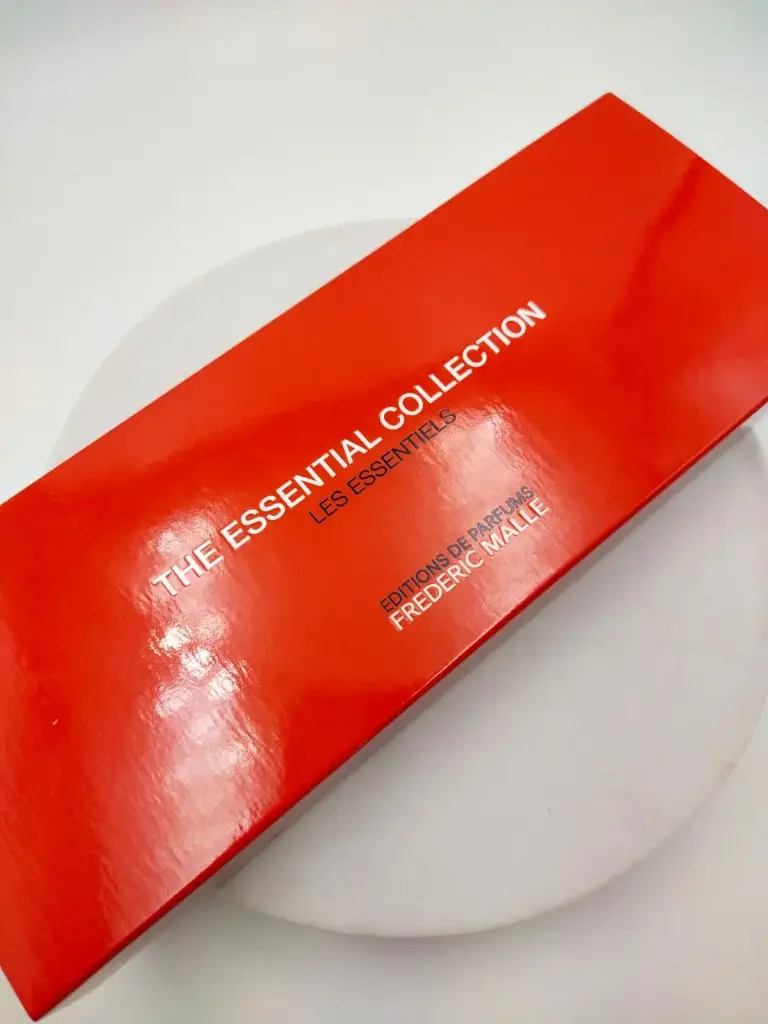 THE ESSENTIAL COLLECTION
LES ESSENTIELS
EDITIONS DE PARFUMS
FREDERIC MALLE